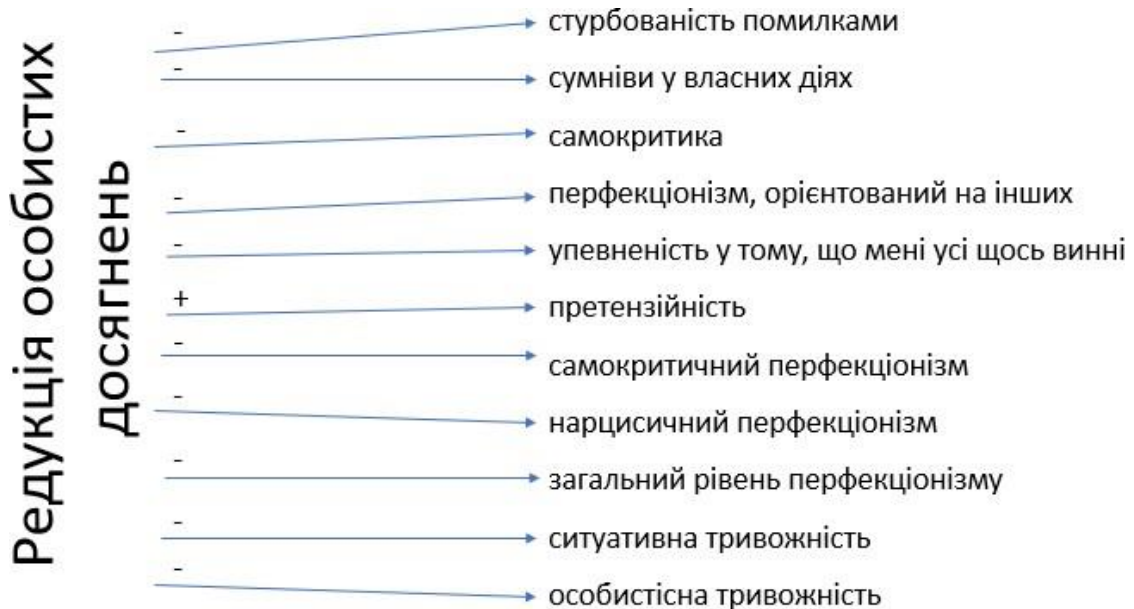 Редукція особистих
досягнень
- стурбованість помилками
- сумніви у власних діях
- самокритика
- перфекціонізм, орієнтований на інших
- упевненість у тому, що мені усі щось винні
+ претензійність
- самокритичний перфекціонізм
- нарцисичний перфекціонізм
- загальний рівень перфекціонізму
- ситуативна тривожність
- особистісна тривожність